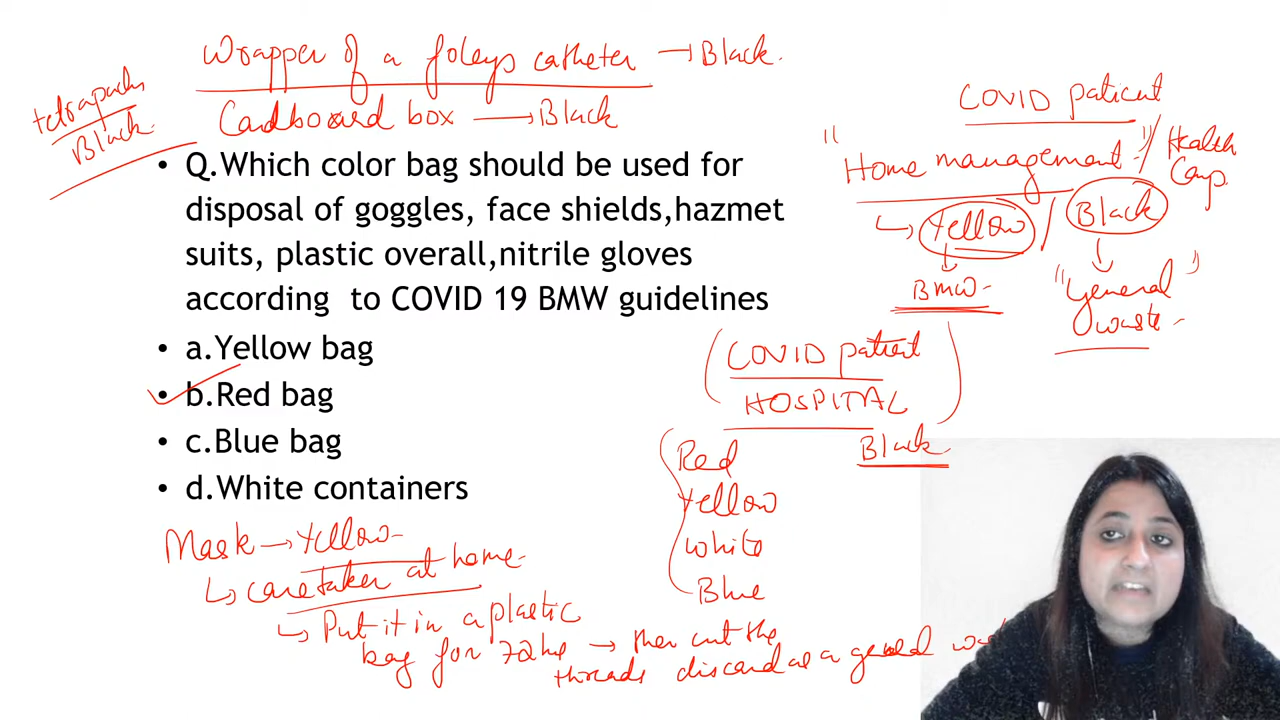 Wrapper of a foleys catheter → Black.
Cardboard box → Black
tetrapacks
Black.
• Q.Which color bag should be used for
disposal of goggles, face shields,hazmet
suits, plastic overall,nitrile gloves
according to COVID 19 BMW guidelines
• a.Yellow bag
• b.Red bag
• c.Blue bag
• d.White containers
Mask → Yellow
↳ caretaker at home
↳ Put it in a plastic
bag for 72 hrs → then cut the
threads discard as a general
COVID patient
"Home management"/ Health
Camp.
↳ Yellow / Black
BMW
"General
waste"
COVID patient
HOSPITAL
Red Black
Yellow
White
Blue